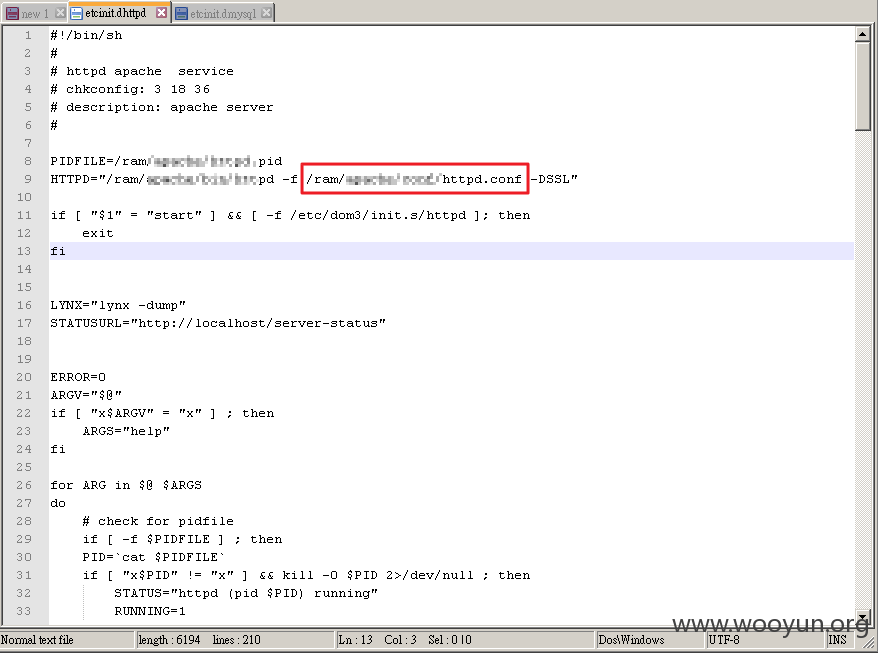 new 1 etcinit.d.httpd etcinit.d.mysql
1 #!/bin/sh
2 #
3 # httpd apache  service
4 # chkconfig: 3 18 36
5 # description: apache server
6 #
7
8 PIDFILE=/ram/ pid
9 HTTPD="/ram/ pd -f /ram/ httpd.conf -DSSL"
10
11 if [ "$1" = "start" ] && [ -f /etc/dom3/init.s/httpd ]; then
12     exit
13 fi
14
15
16 LYNX="lynx -dump"
17 STATUSURL="http://localhost/server-status"
18
19
20 ERROR=0
21 ARGV="$@"
22 if [ "x$ARGV" = "x" ] ; then
23     ARGS="help"
24 fi
25
26 for ARG in $@ $ARGS
27 do
28     # check for pidfile
29     if [ -f $PIDFILE ] ; then
30     PID=`cat $PIDFILE`
31     if [ "x$PID" != "x" ] && kill -0 $PID 2>/dev/null ; then
32         STATUS="httpd (pid $PID) running"
33         RUNNING=1
www.wooyun.org
Normal text file length : 6194 lines : 210 Ln : 13 Col : 3 Sel : 0 | 0 Dos\Windows UTF-8 INS